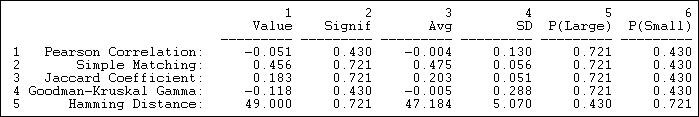 1 2 3 4 5 6
Value Signif Avg SD P(Large) P(Small)
1 Pearson Correlation: -0.051 0.430 -0.004 0.130 0.721 0.430
2 Simple Matching: 0.456 0.721 0.475 0.056 0.721 0.430
3 Jaccard Coefficient: 0.183 0.721 0.203 0.051 0.721 0.430
4 Goodman-Kruskal Gamma: -0.118 0.430 -0.005 0.288 0.721 0.430
5 Hamming Distance: 49.000 0.721 47.184 5.070 0.430 0.721